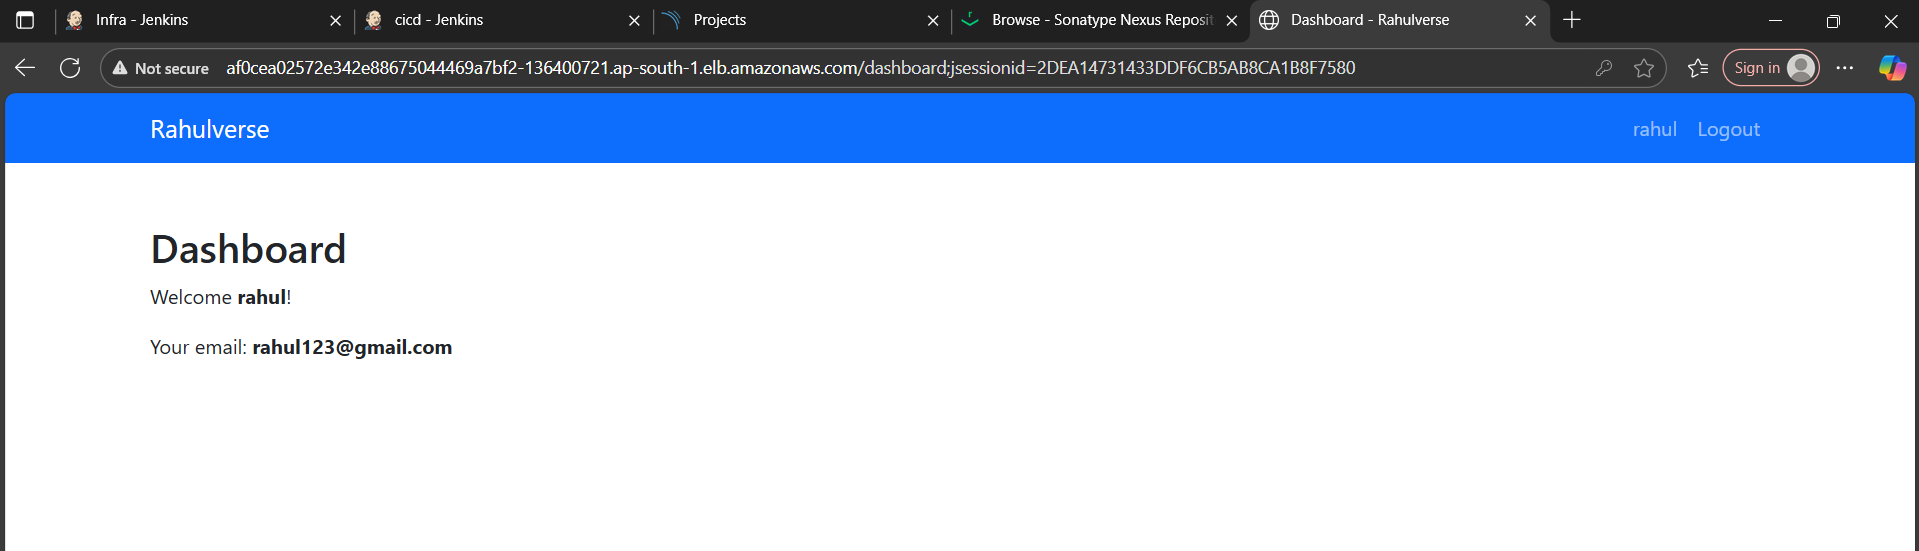 Infra - Jenkins
cicd - Jenkins
Projects
Browse - Sonatype Nexus Reposit
Dashboard - Rahulverse
Not secure
af0cea02572e342e88675044469a7bf2-136400721.ap-south-1.elb.amazonaws.com/dashboard;jsessionid=2DEA14731433DDF6CB5AB8CA1B8F7580
Sign in
Rahulverse
rahul
Logout
Dashboard
Welcome rahul!
Your email: rahul123@gmail.com